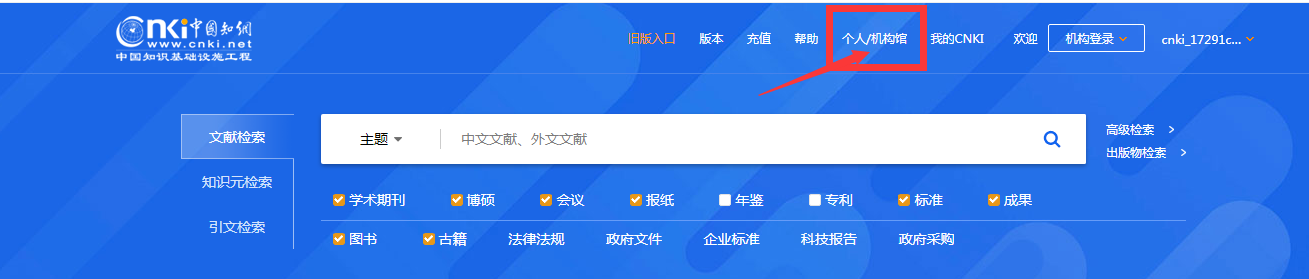 cnki中国知網
www.cnki.net
中国知识基础设施工程
旧版入口 版本 充值 帮助 个人/机构馆 我的CNKI 欢迎 机构登录 cnki_17291c...
文献检索
知识元检索
引文检索
主题 中文文献、外文文献
高级检索 >
出版物检索 >
学术期刊 博硕 会议 报纸 年鉴 专利 标准 成果
图书 古籍 法律法规 政府文件 企业标准 科技报告 政府采购